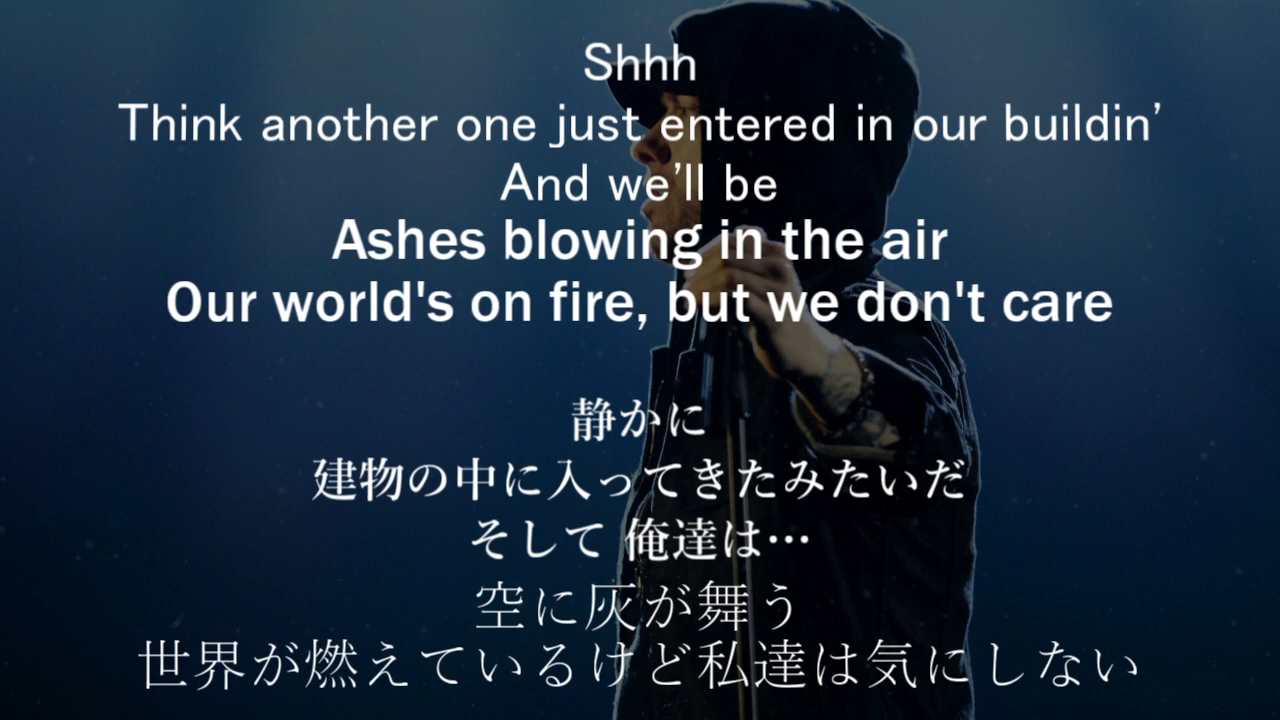 Shhh
Think another one just entered in our buildin’
And we’ll be
Ashes blowing in the air
Our world's on fire, but we don't care
静かに
建物の中に入ってきたみたいだ
そして 俺達は…
空に灰が舞う
世界が燃えているけど私達は気にしない